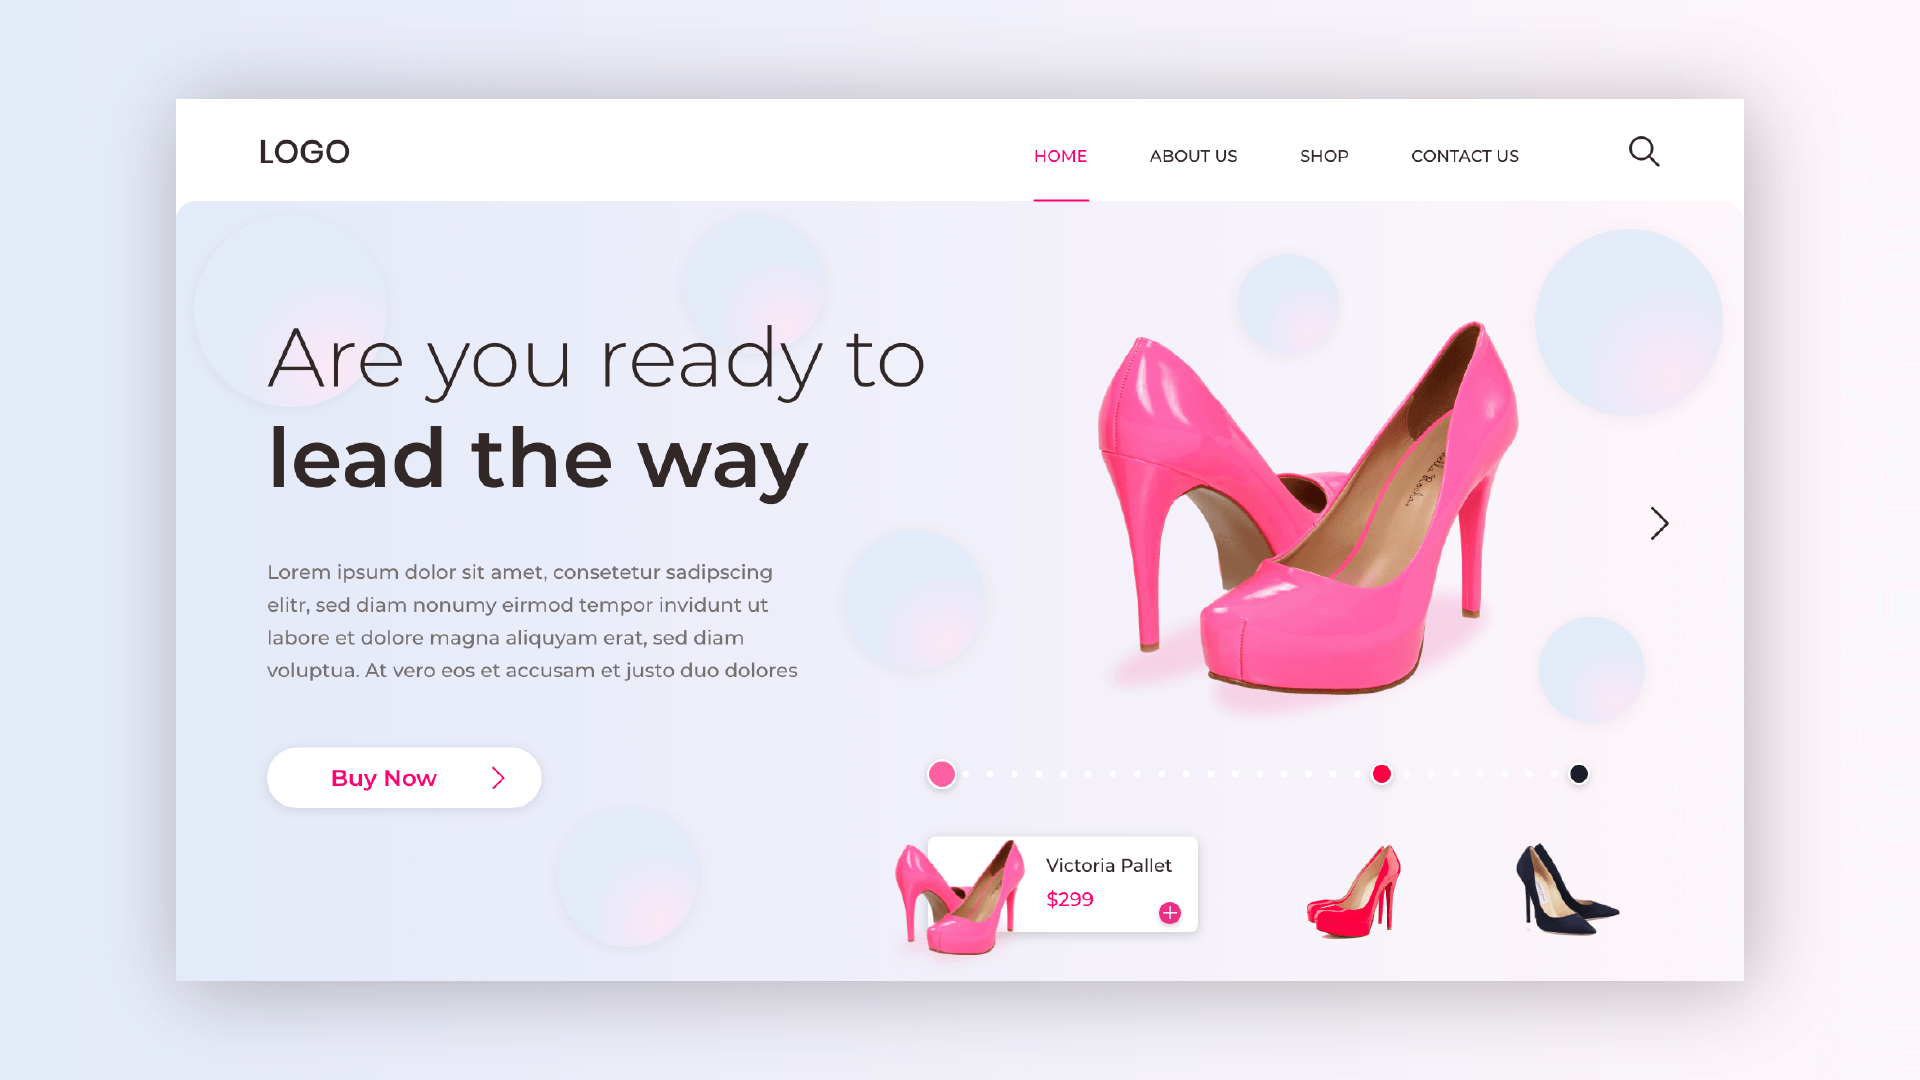 LOGO
HOME
ABOUT US
SHOP
CONTACT US
Are you ready to
lead the way
Lorem ipsum dolor sit amet, consetetur sadipscing
elitr, sed diam nonumy eirmod tempor invidunt ut
labore et dolore magna aliquyam erat, sed diam
voluptua. At vero eos et accusam et justo duo dolores
Buy Now
Victoria Pallet
$299